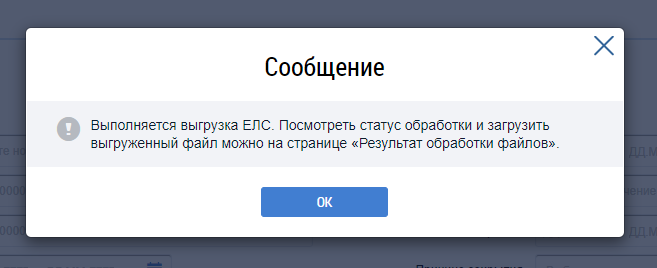 Сообщение
Выполняется выгрузка ЕЛС. Посмотреть статус обработки и загрузить
выгруженный файл можно на странице «Результат обработки файлов».
ОК